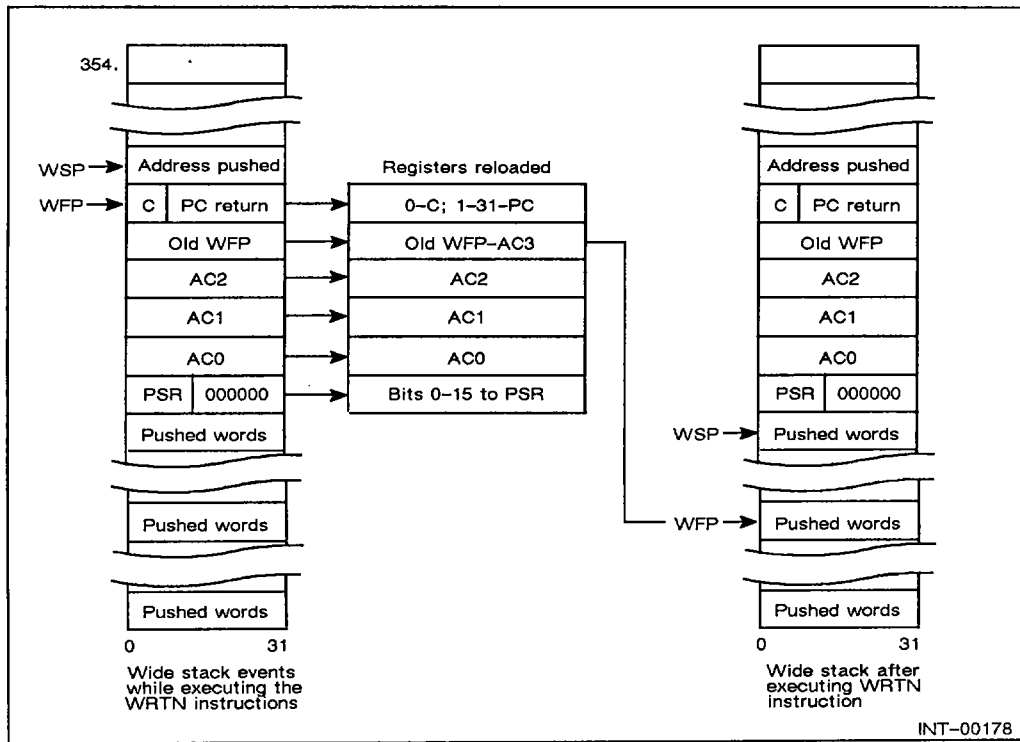 354.
WSP
Address pushed
WFP
C
PC return
Old WFP
AC2
AC1
AC0
PSR
000000
Pushed words
Pushed words
Pushed words
0
31
Wide stack events
while executing the
WRTN instructions
Registers reloaded
0-C; 1-31-PC
Old WFP-AC3
AC2
AC1
AC0
Bits 0-15 to PSR
Address pushed
C
PC return
Old WFP
AC2
AC1
AC0
PSR
000000
WSP
Pushed words
WFP
Pushed words
Pushed words
0
31
Wide stack after
executing WRTN
instruction
INT-00178